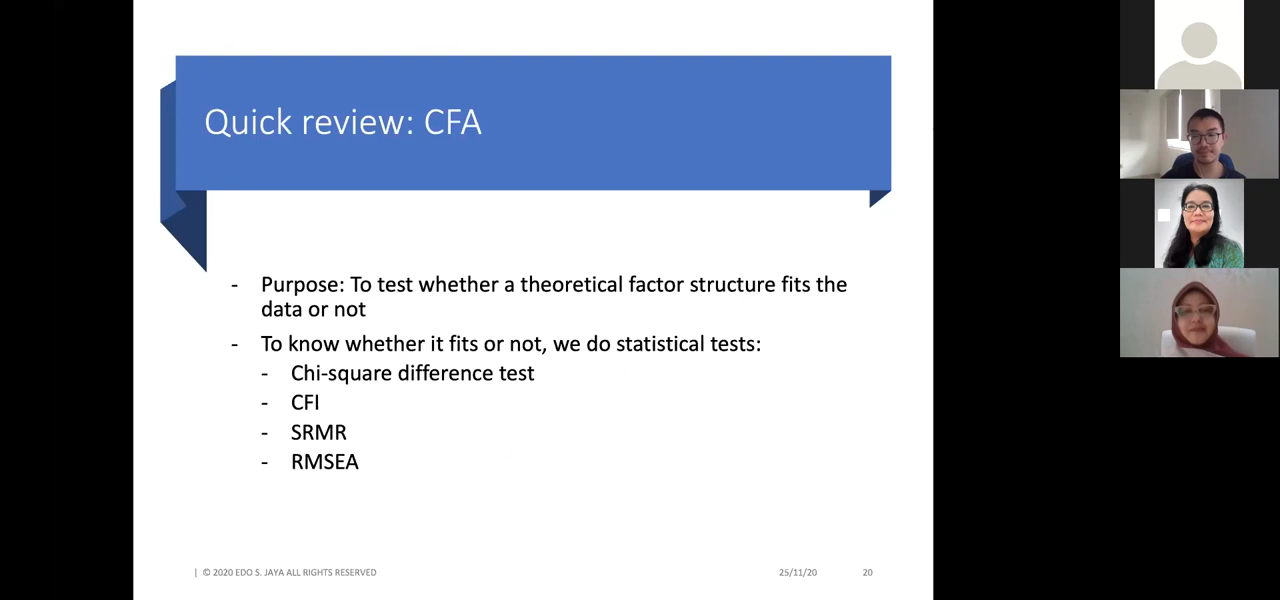 Quick review: CFA
- Purpose: To test whether a theoretical factor structure fits the
data or not
- To know whether it fits or not, we do statistical tests:
- Chi-square difference test
- CFI
- SRMR
- RMSEA
| © 2020 EDO S. JAYA ALL RIGHTS RESERVED
25/11/20
20